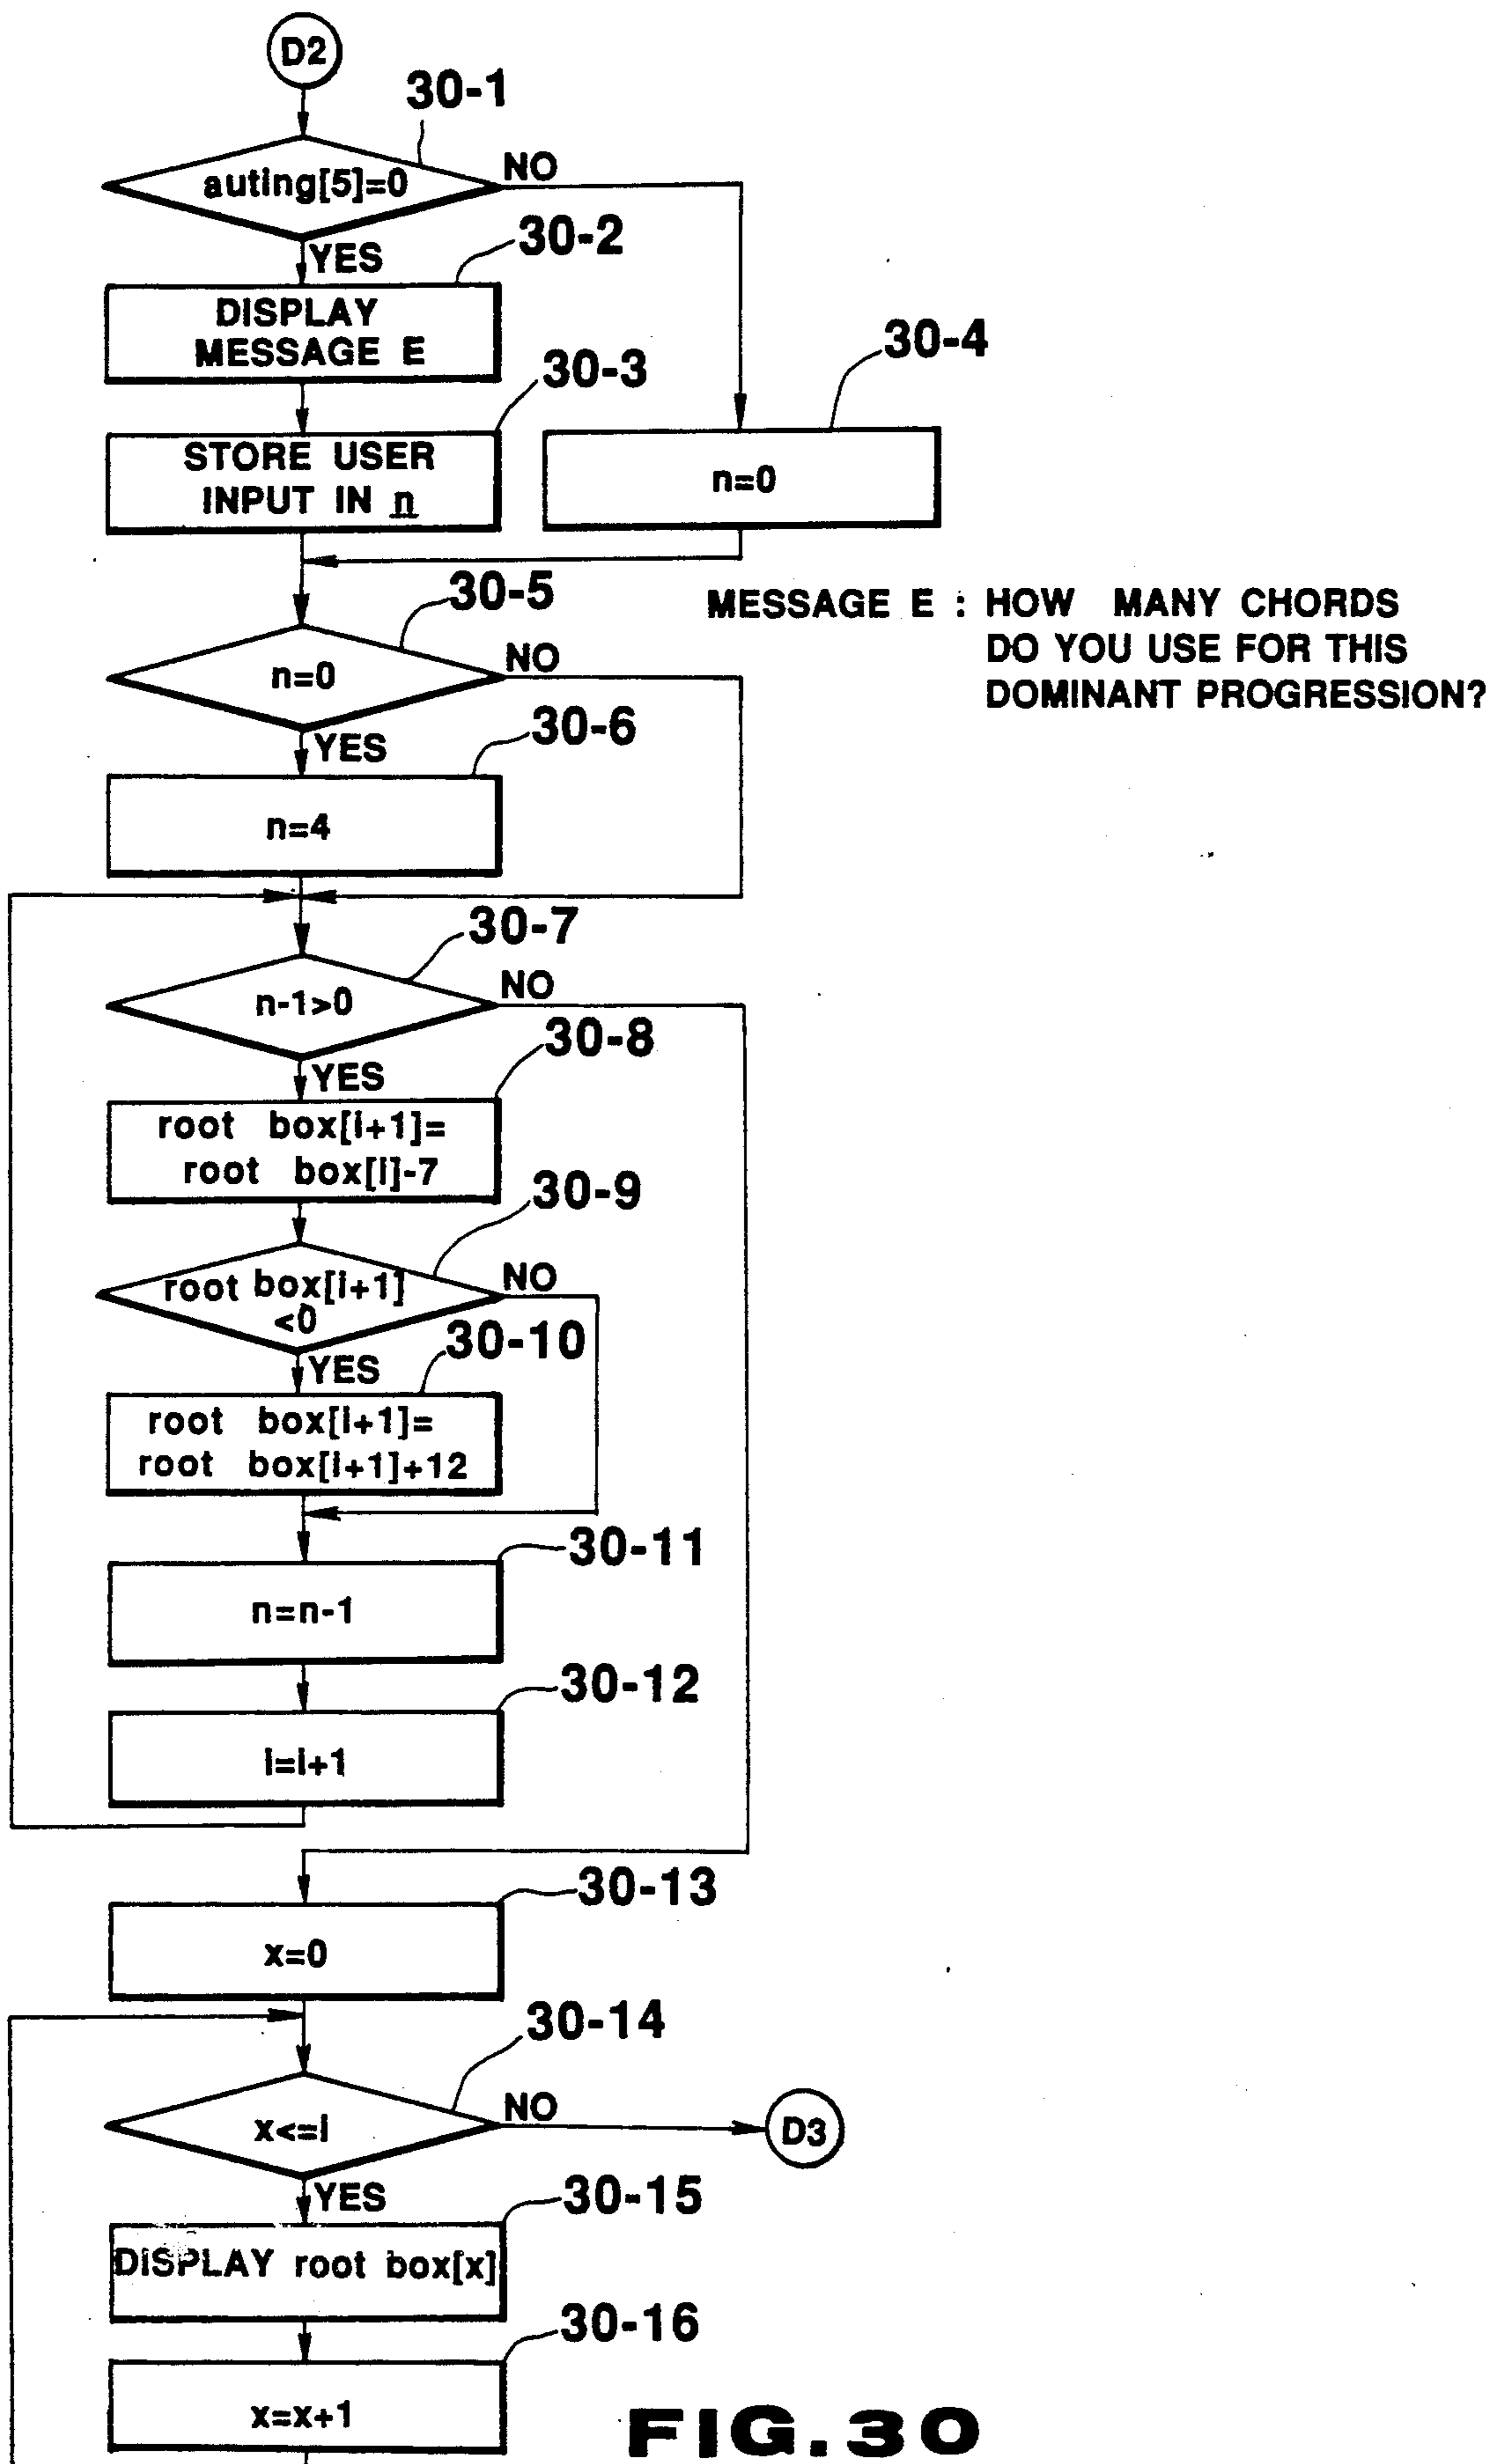 D2
30-1
auting[5]=0
NO
YES
30-2
DISPLAY
MESSAGE E
30-3
STORE USER
INPUT IN n
30-4
n=0
MESSAGE E : HOW MANY CHORDS
DO YOU USE FOR THIS
DOMINANT PROGRESSION?
30-5
n=0
NO
YES
30-6
n=4
30-7
n-1>0
NO
YES
30-8
root box[i+1]=
root box[i]-7
30-9
root box[i+1]
<0
NO
YES
30-10
root box[i+1]=
root box[i+1]+12
30-11
n=n-1
30-12
i=i+1
30-13
x=0
30-14
x<=i
NO
D3
YES
30-15
DISPLAY root box[x]
30-16
x=x+1
FIG.30